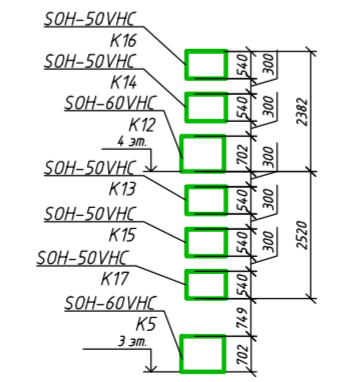 SOH-50VHC
K16
SOH-50VHC
K14
SOH-60VHC
K12
4 эт.
SOH-50VHC
K13
SOH-50VHC
K15
SOH-50VHC
K17
SOH-60VHC
K5
3 эт.
540
300
540
300
702
2382
540
300
540
300
540
2520
749
702